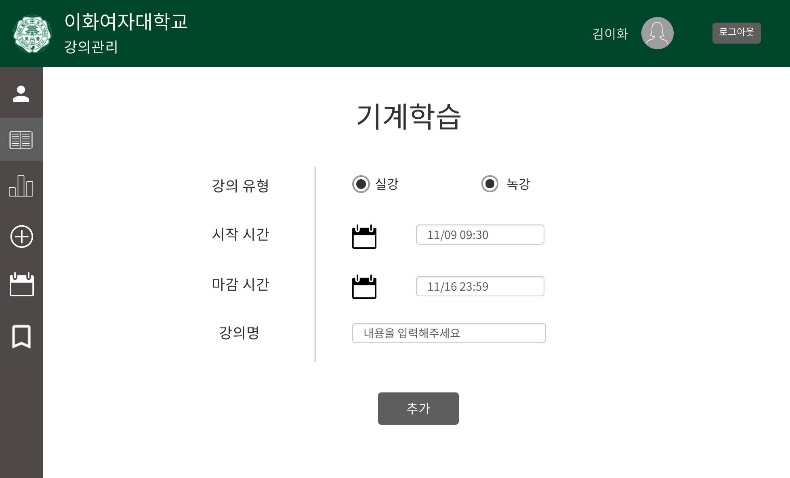 이화여자대학교
강의관리
김이화
로그아웃
기계학습
강의 유형
실강
녹강
시작 시간
11/09 09:30
마감 시간
11/16 23:59
강의명
내용을 입력해주세요
추가